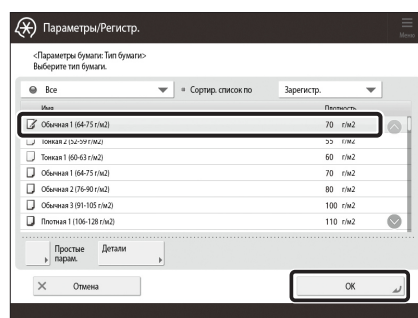 Параметры/Регистр.
Меню
<Параметры бумаги: Тип бумаги>
Выберите тип бумаги.
Все
Сортир. список по
Зарегистр.
Имя Плотность
Обычная 1 (64-75 г/м2) 70 г/м2
Тонкая 2 (52-59 г/м2) 55 г/м2
Тонкая 1 (60-63 г/м2) 60 г/м2
Обычная 1 (64-75 г/м2) 70 г/м2
Обычная 2 (76-90 г/м2) 80 г/м2
Обычная 3 (91-105 г/м2) 100 г/м2
Плотная 1 (106-128 г/м2) 110 г/м2
Простые
парам.
Детали
Отмена
OK